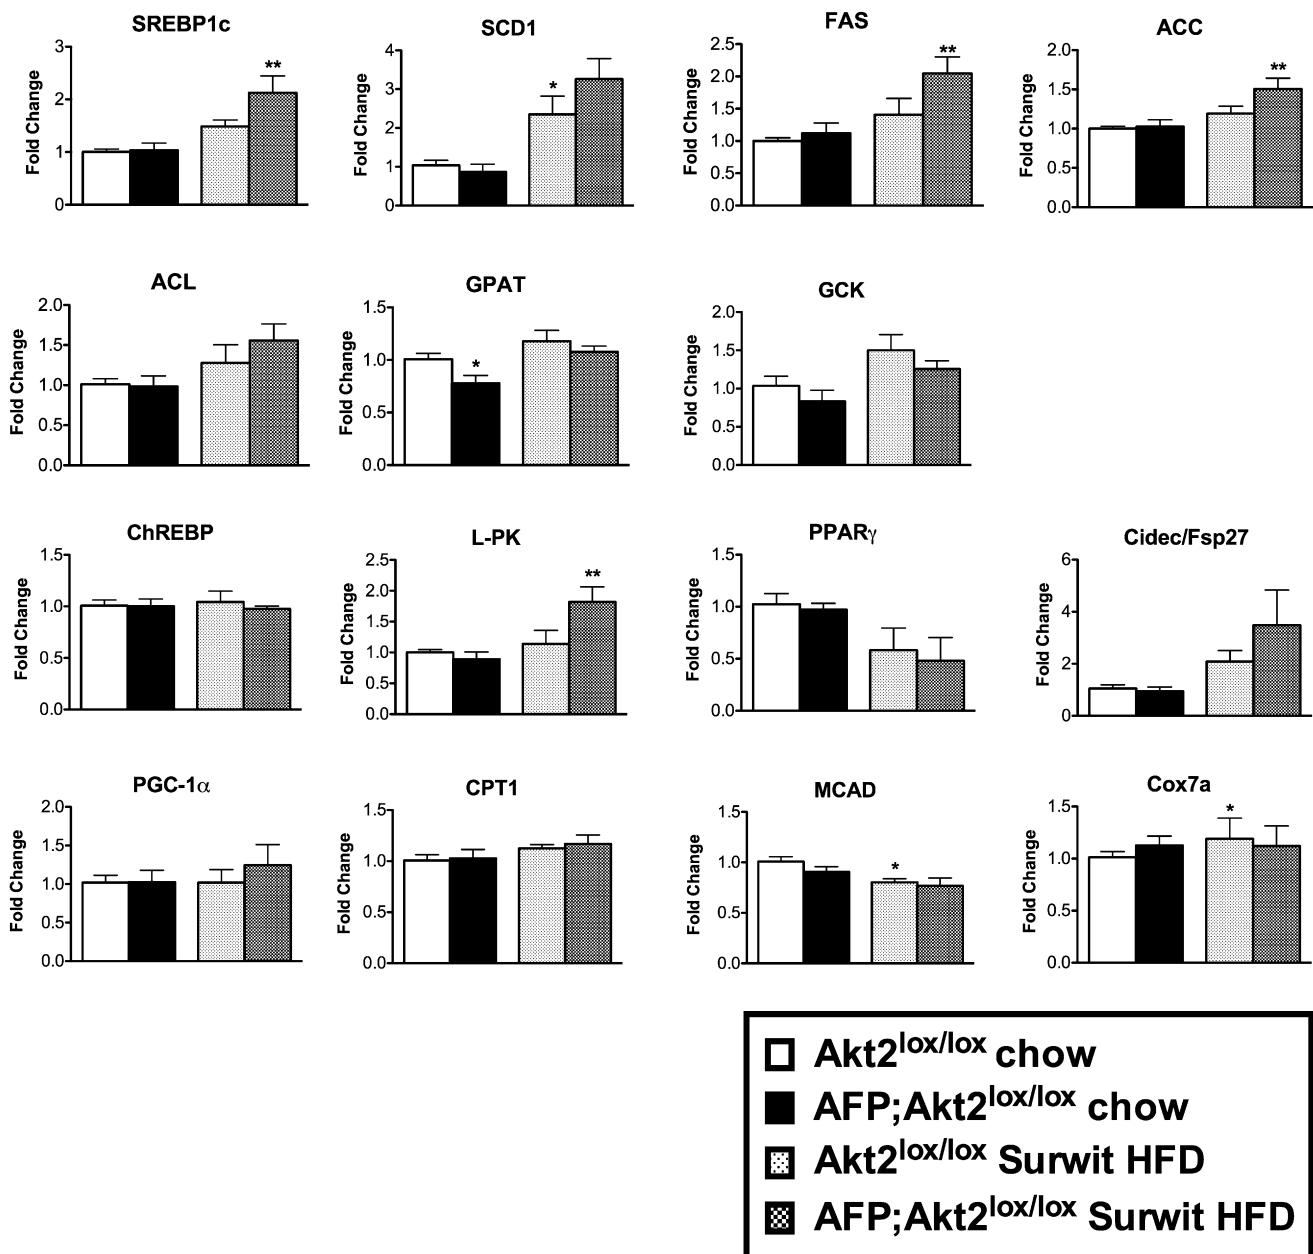 SREBP1c
Fold Change
3
2
1
0
**
SCD1
Fold Change
4
3
2
1
0
*
FAS
Fold Change
2.5
2.0
1.5
1.0
0.5
0.0
**
ACC
Fold Change
2.0
1.5
1.0
0.5
0.0
**
ACL
Fold Change
2.0
1.5
1.0
0.5
0.0
GPAT
Fold Change
1.5
1.0
0.5
0.0
*
GCK
Fold Change
2.0
1.5
1.0
0.5
0.0
ChREBP
Fold Change
1.5
1.0
0.5
0.0
L-PK
Fold Change
2.5
2.0
1.5
1.0
0.5
0.0
**
PPARγ
Fold Change
1.5
1.0
0.5
0.0
Cidec/Fsp27
Fold Change
6
4
2
0
PGC-1α
Fold Change
2.0
1.5
1.0
0.5
0.0
CPT1
Fold Change
1.5
1.0
0.5
0.0
MCAD
Fold Change
1.5
1.0
0.5
0.0
*
Cox7a
Fold Change
1.5
1.0
0.5
0.0
*
Akt2lox/lox chow
AFP;Akt2lox/lox chow
Akt2lox/lox Surwit HFD
AFP;Akt2lox/lox Surwit HFD